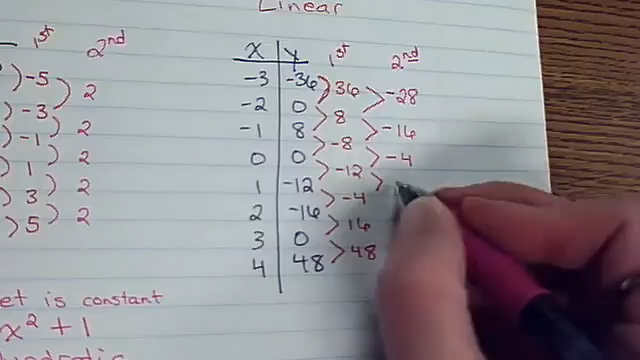 Linear
1st 2nd
-5
2
-3
2
-1
2
1
2
3
2
5
x y 1st 2nd
-3 -36
36
-2 0 -28
8
-1 8 -16
-8
0 0 -4
-12
1 -12
-4
2 -16
16
3 0
48
4 48
et is constant
x² + 1